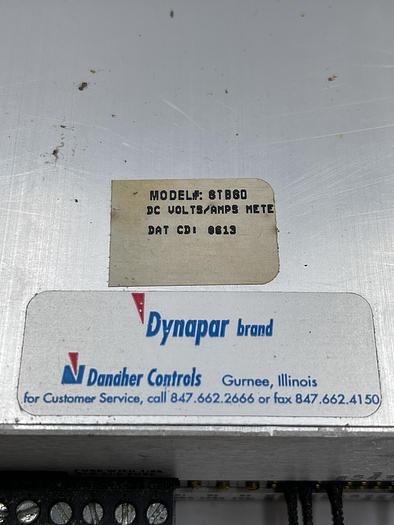 MODEL#: STB60
DC VOLTS/AMPS METE
DAT CD: 0613
Dynapar brand
Danaher Controls Gurnee, Illinois
for Customer Service, call 847.662.2666 or fax 847.662.4150